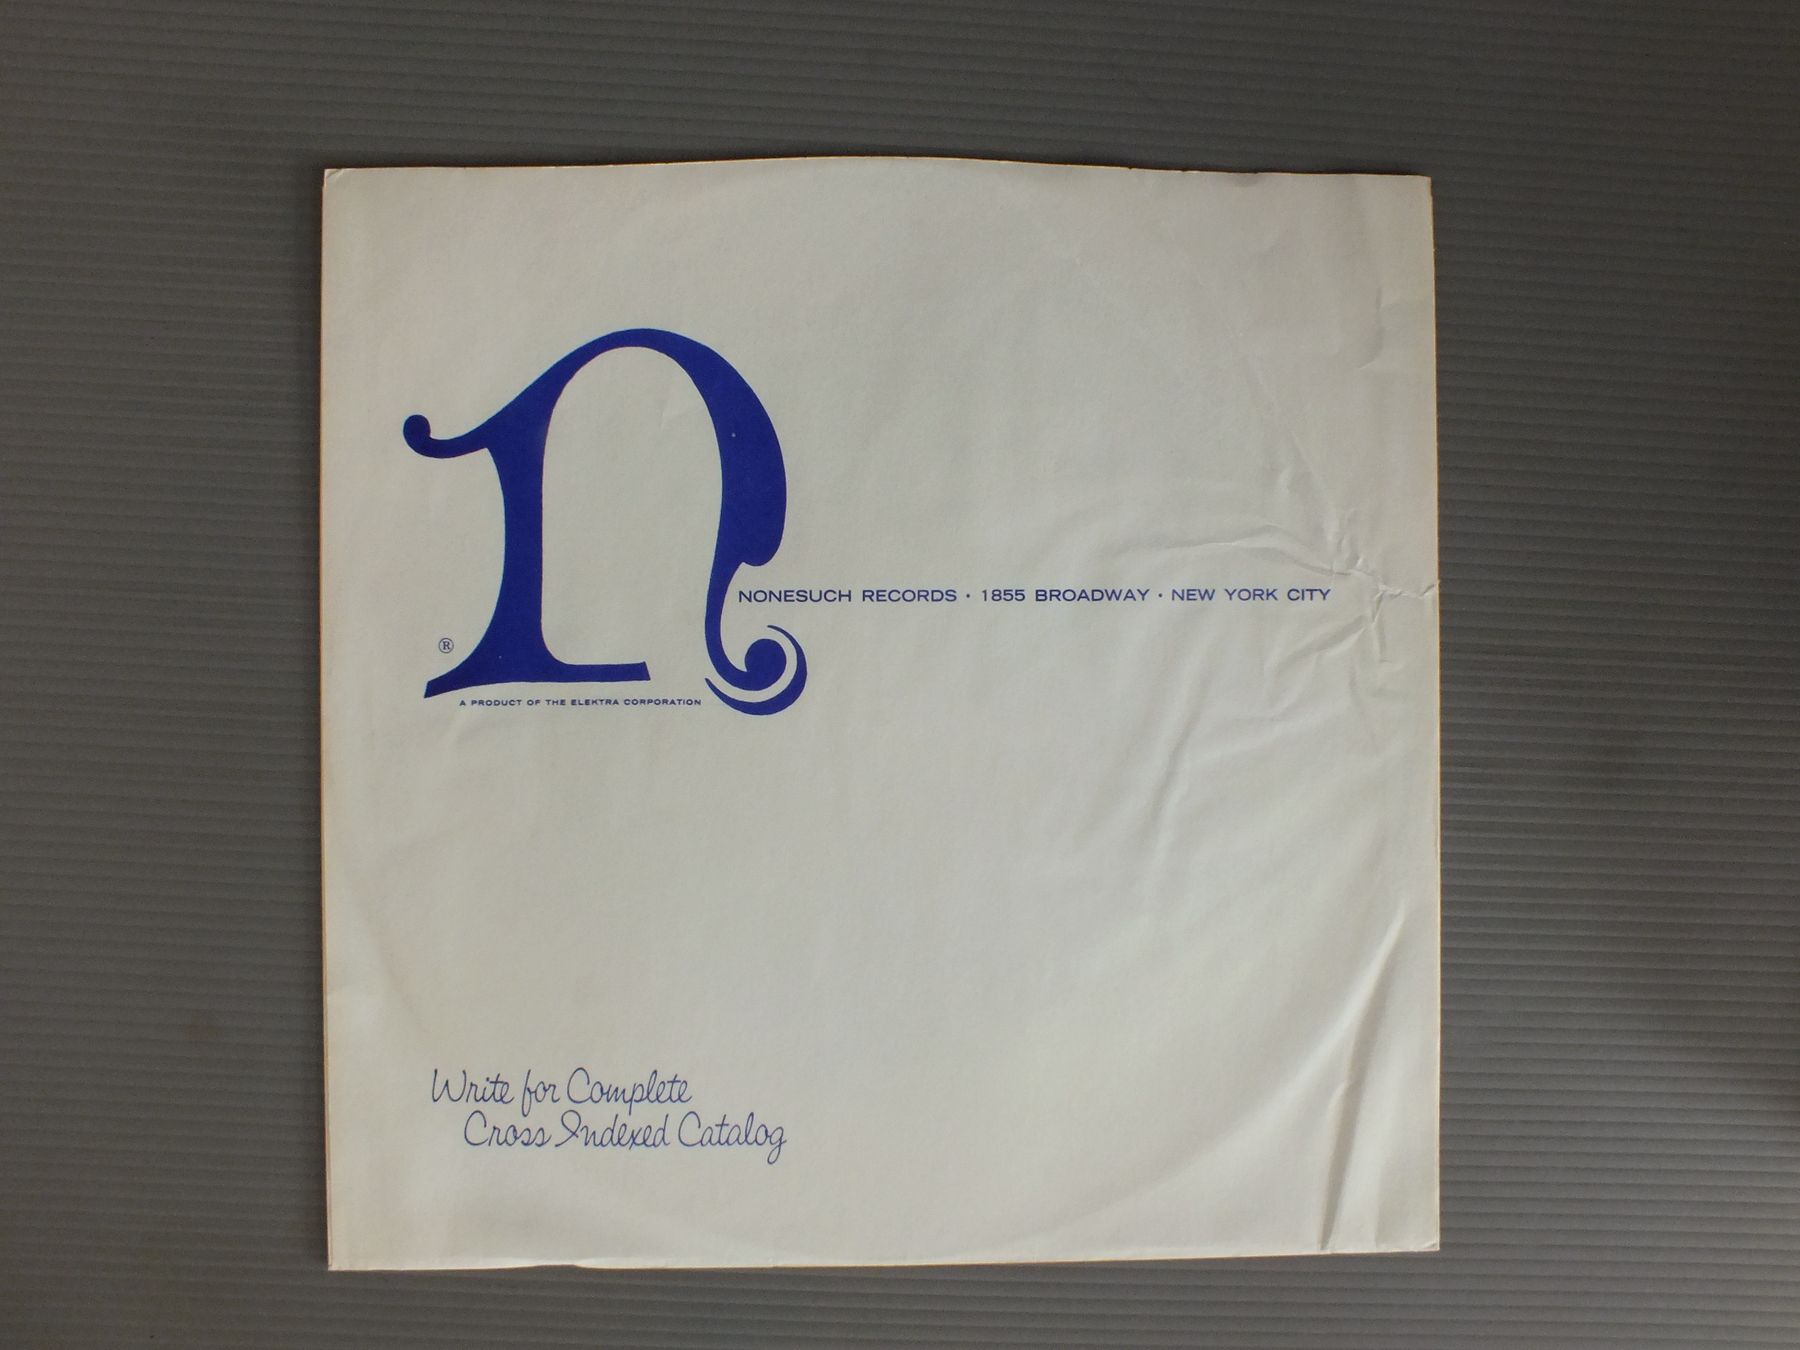 n
NONESUCH RECORDS • 1855 BROADWAY • NEW YORK CITY
®
A PRODUCT OF THE ELEKTRA CORPORATION
Write for Complete
Cross Indexed Catalog